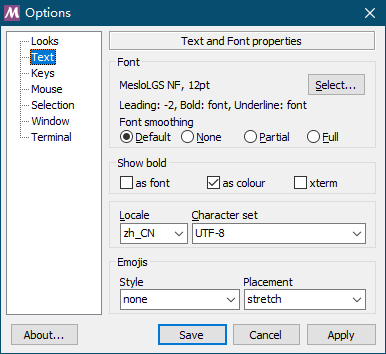 Options
Looks
Text
Keys
Mouse
Selection
Window
Terminal
Text and Font properties
Font
MesloLGS NF, 12pt
Select...
Leading: -2, Bold: font, Underline: font
Font smoothing
Default
None
Partial
Full
Show bold
as font
as colour
xterm
Locale
Character set
zh_CN
UTF-8
Emojis
Style
Placement
none
stretch
About...
Save
Cancel
Apply